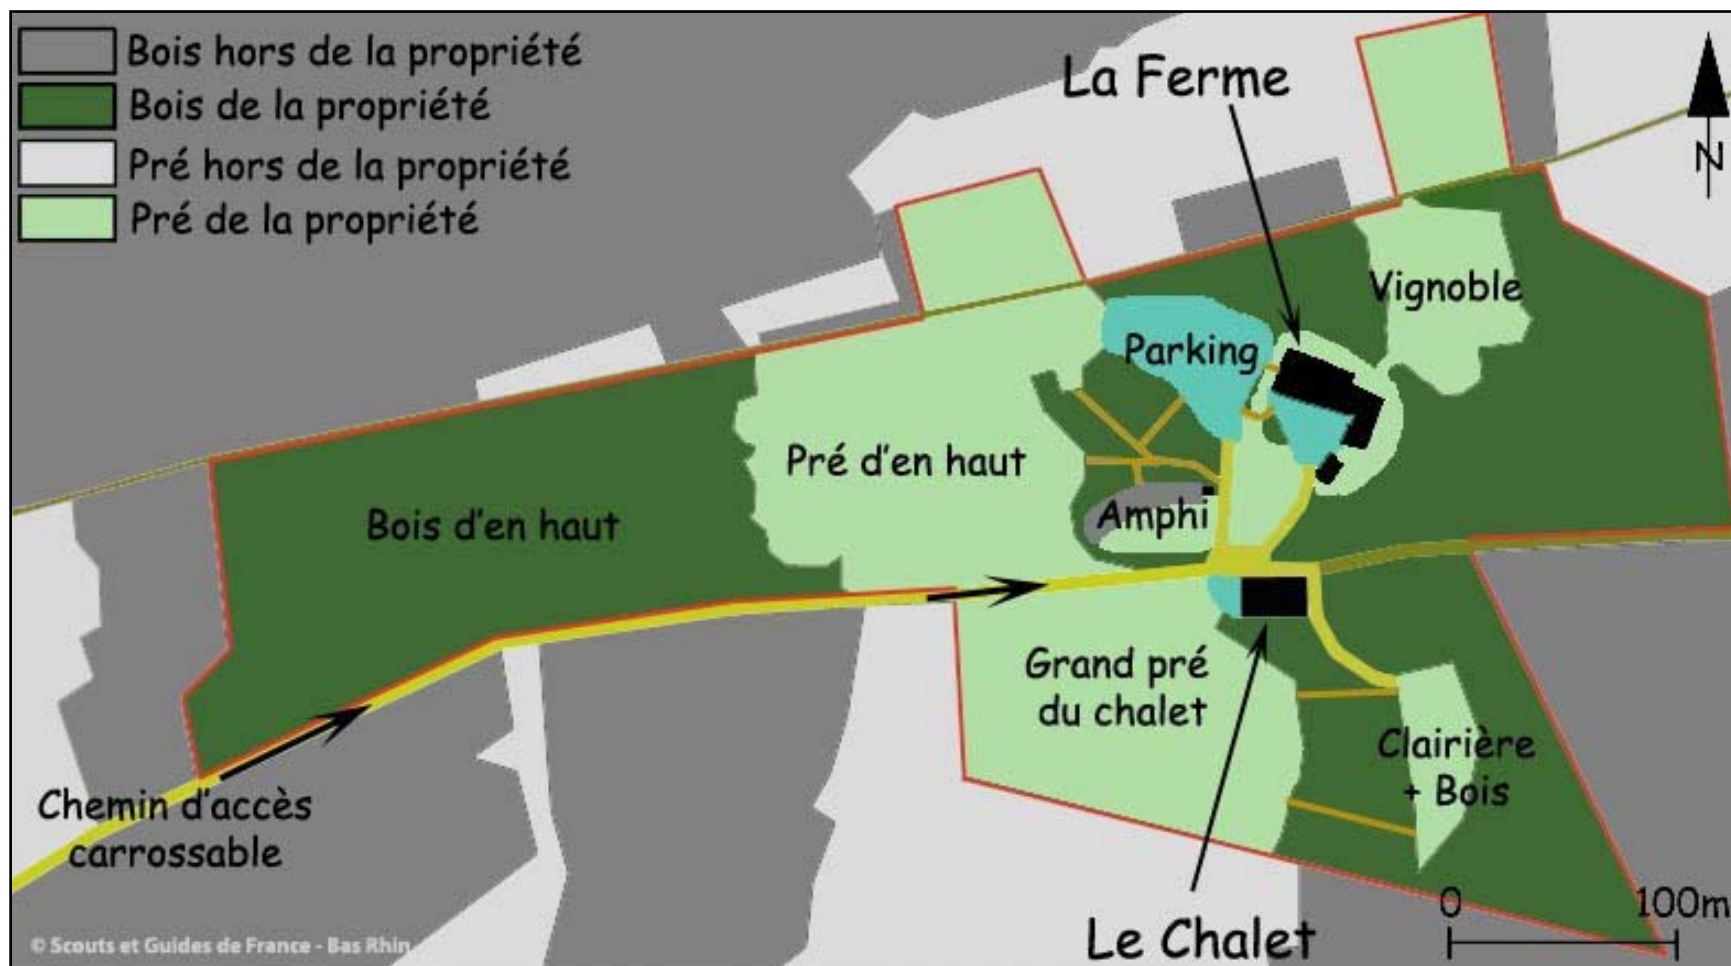 Bois hors de la propriété
Bois de la propriété
Pré hors de la propriété
Pré de la propriété
La Ferme
N
Vignoble
Parking
Pré d'en haut
Bois d'en haut
Amphi
Grand pré
du chalet
Clairière
+ Bois
Chemin d'accès
carrossable
0 100m
Le Chalet
© Scouts et Guides de France - Bas Rhin